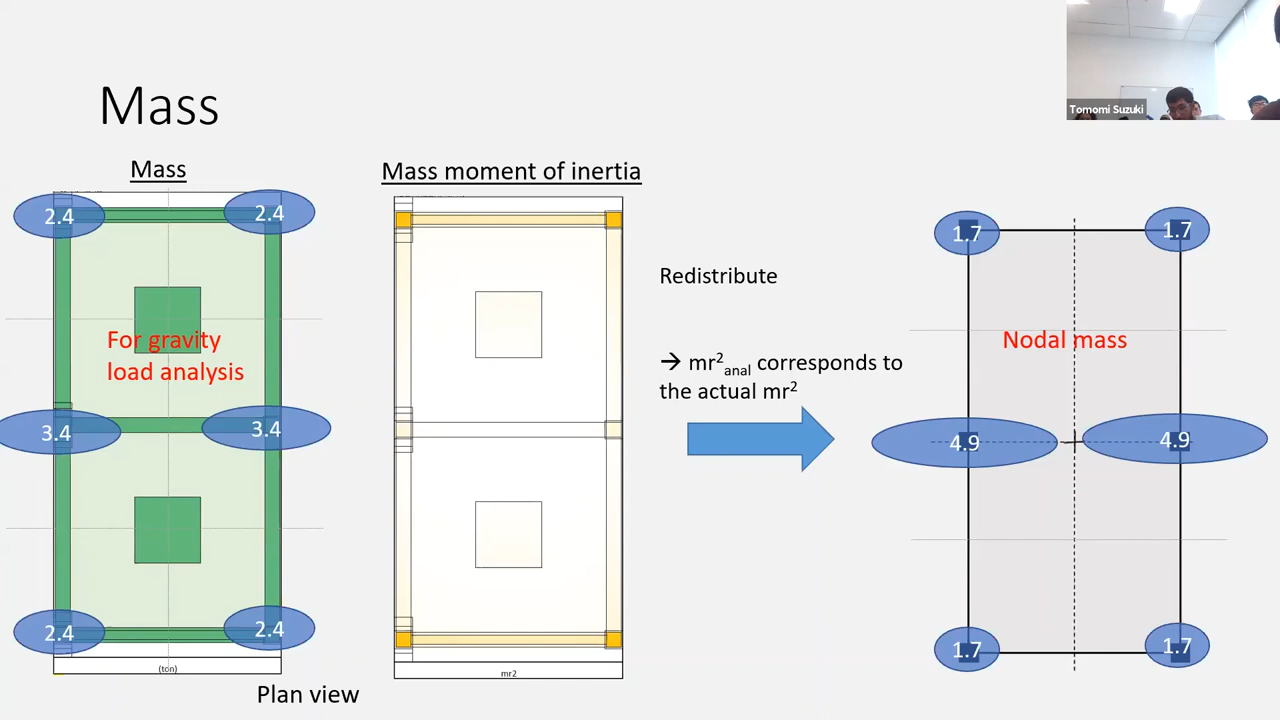 Tomomi Suzuki
Mass
Mass
Mass moment of inertia
2.4
2.4
3.4
3.4
2.4
2.4
For gravity
load analysis
(ton)
Plan view
mr2
Redistribute
→ mr²anal corresponds to
the actual mr²
1.7
1.7
Nodal mass
4.9
4.9
1.7
1.7